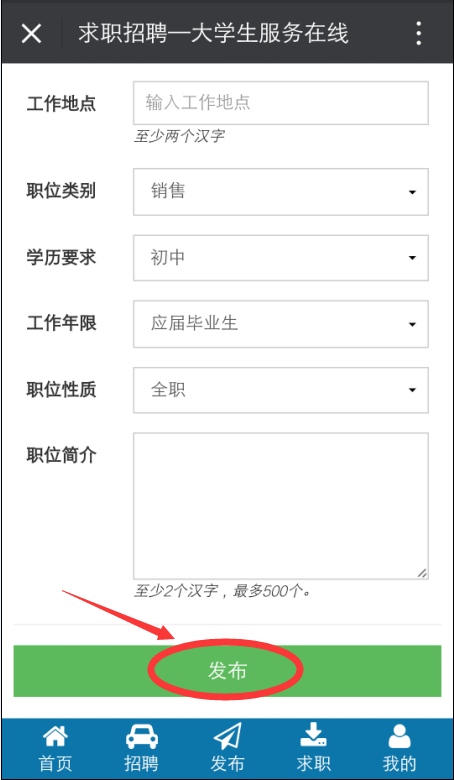 求职招聘—大学生服务在线
工作地点 输入工作地点
至少两个汉字
职位类别 销售
学历要求 初中
工作年限 应届毕业生
职位性质 全职
职位简介
至少2个汉字，最多500个。
发布
首页 招聘 发布 求职 我的